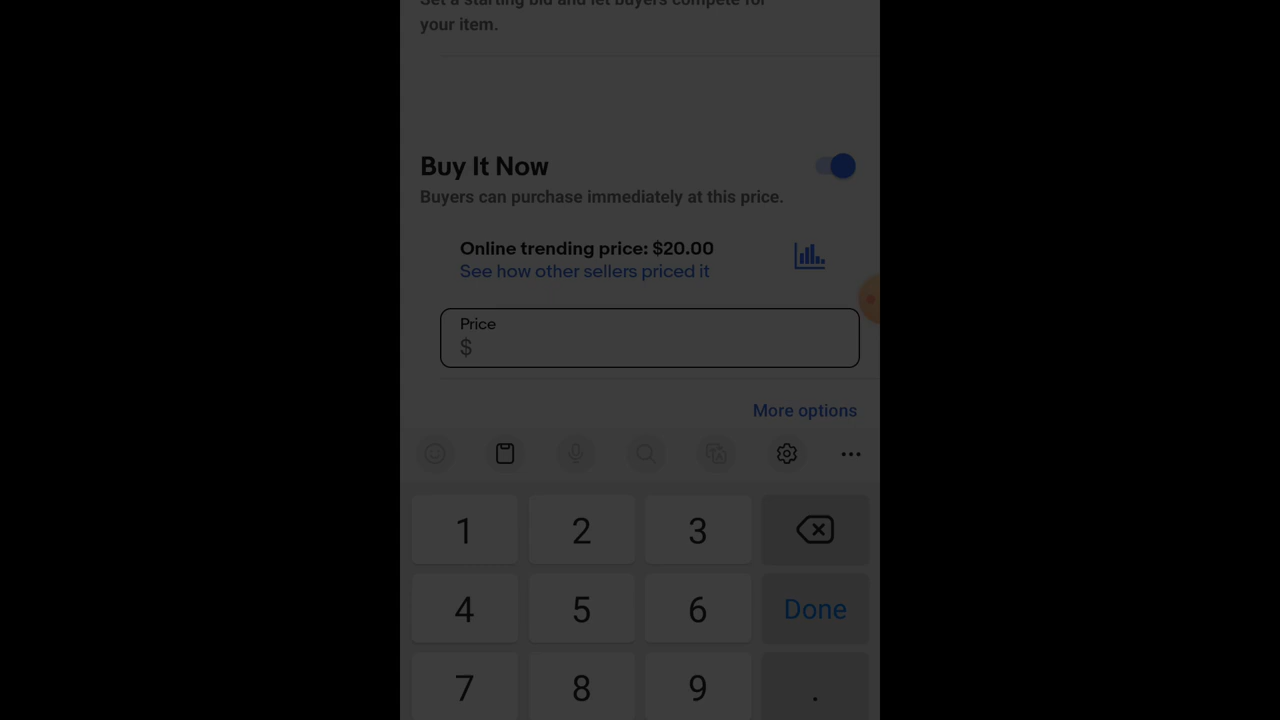 Set a starting bid and let buyers compete for
your item.
Buy It Now
Buyers can purchase immediately at this price.
Online trending price: $20.00
See how other sellers priced it
Price
$
More options
1 2 3
4 5 6 Done
7 8 9 .